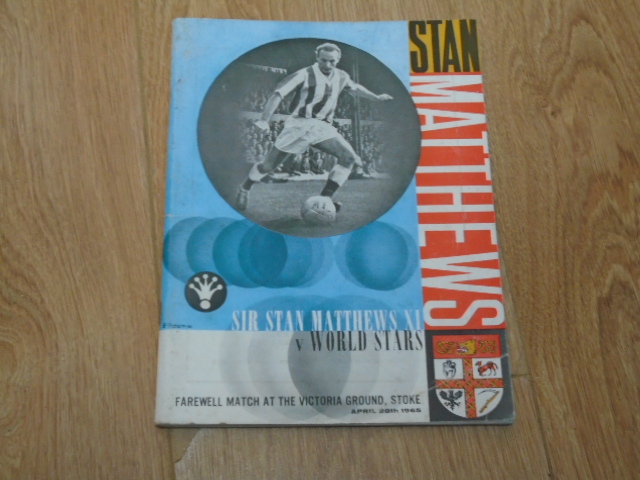 STAN
MATTHEWS
SIR STAN MATTHEWS XI
v WORLD STARS
FAREWELL MATCH AT THE VICTORIA GROUND, STOKE
APRIL 28th 1965